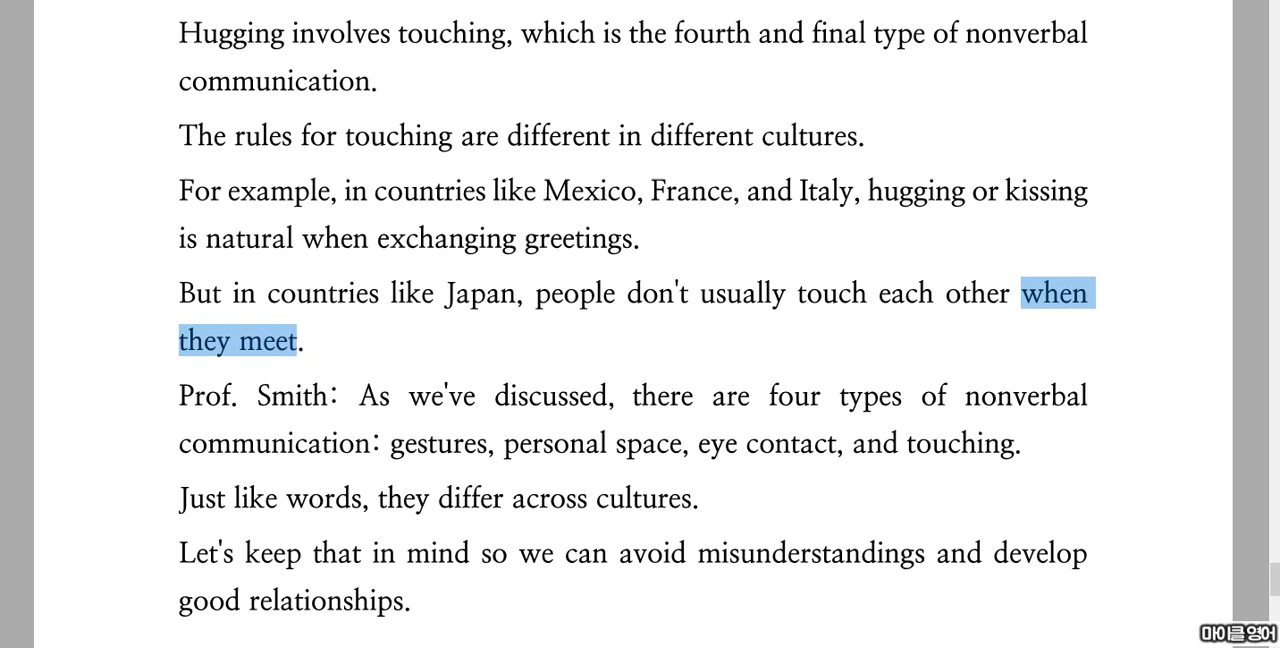 Hugging involves touching, which is the fourth and final type of nonverbal
communication.
The rules for touching are different in different cultures.
For example, in countries like Mexico, France, and Italy, hugging or kissing
is natural when exchanging greetings.
But in countries like Japan, people don't usually touch each other when
they meet.
Prof. Smith: As we've discussed, there are four types of nonverbal
communication: gestures, personal space, eye contact, and touching.
Just like words, they differ across cultures.
Let's keep that in mind so we can avoid misunderstandings and develop
good relationships.
마이클영어